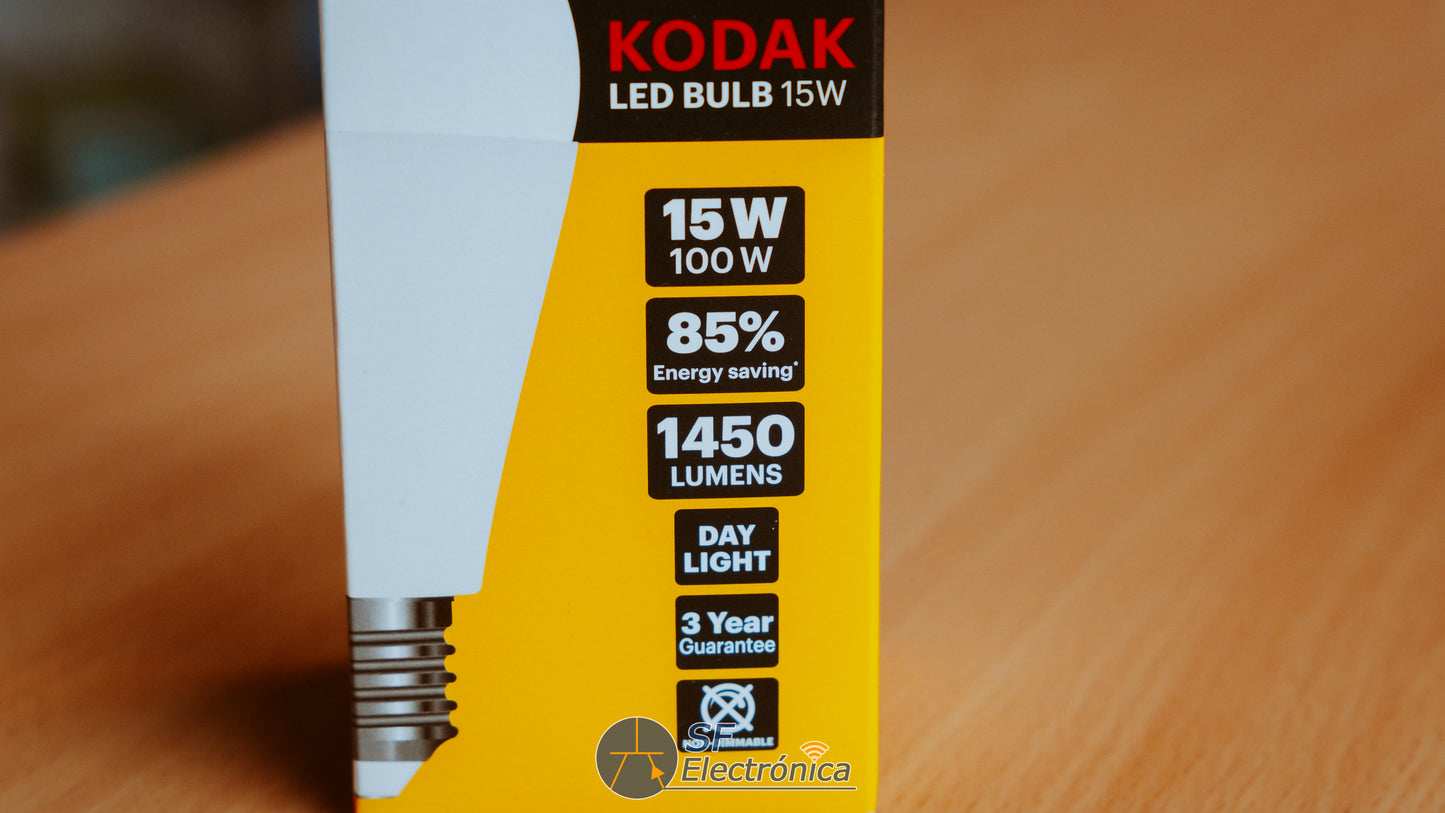 KODAK
LED BULB 15W
15 W
100 W
85%
Energy saving*
1450
LUMENS
DAY
LIGHT
3 Year
Guarantee
SF
Electrónica